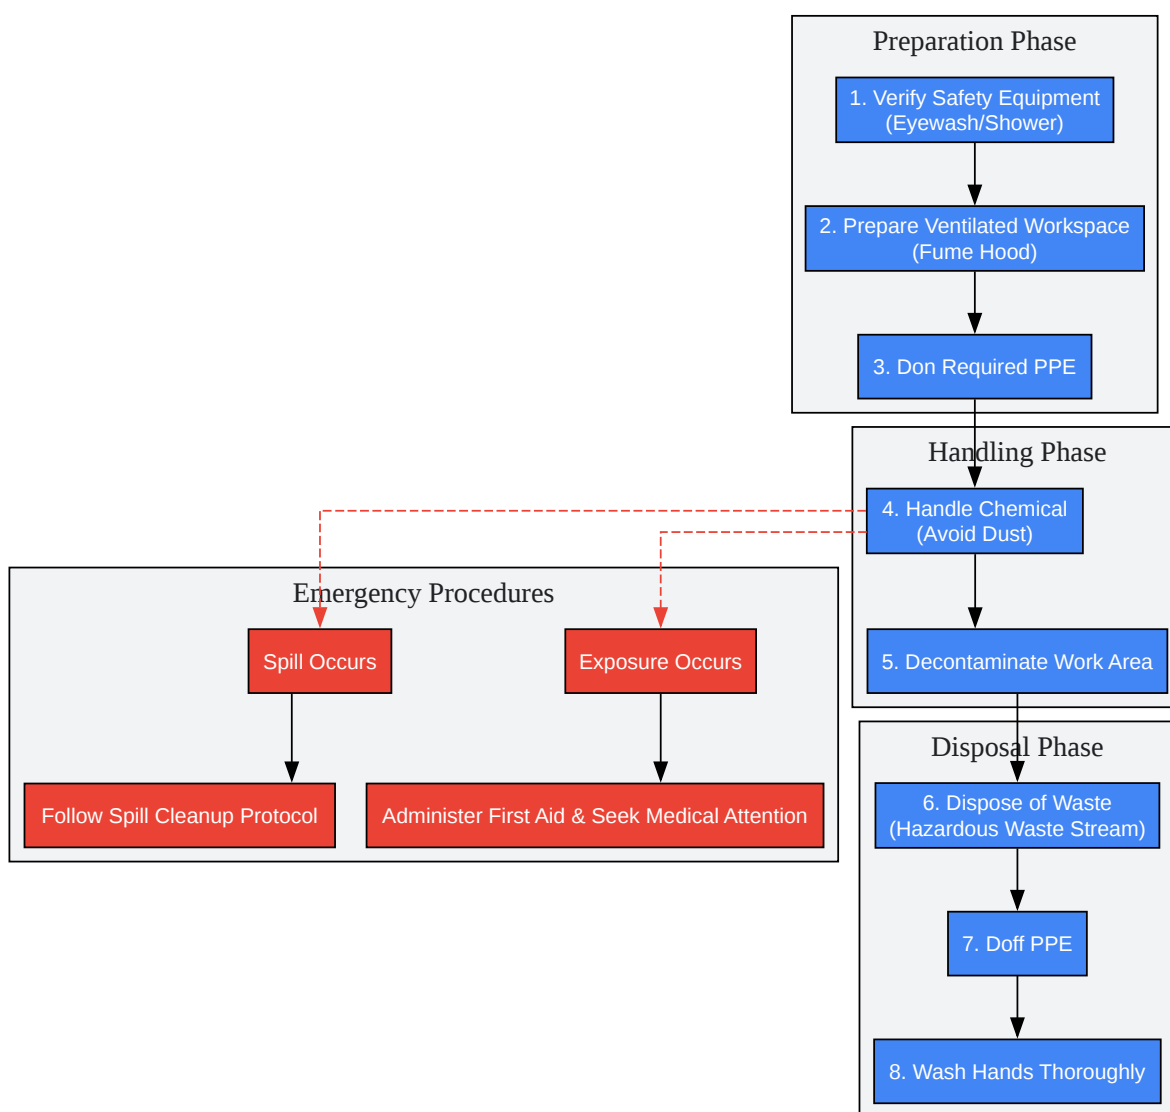 Preparation Phase
1. Verify Safety Equipment
(Eyewash/Shower)
2. Prepare Ventilated Workspace
(Fume Hood)
3. Don Required PPE
Handling Phase
4. Handle Chemical
(Avoid Dust)
5. Decontaminate Work Area
Emergency Procedures
Spill Occurs
Exposure Occurs
Follow Spill Cleanup Protocol
Administer First Aid & Seek Medical Attention
Disposal Phase
6. Dispose of Waste
(Hazardous Waste Stream)
7. Doff PPE
8. Wash Hands Thoroughly